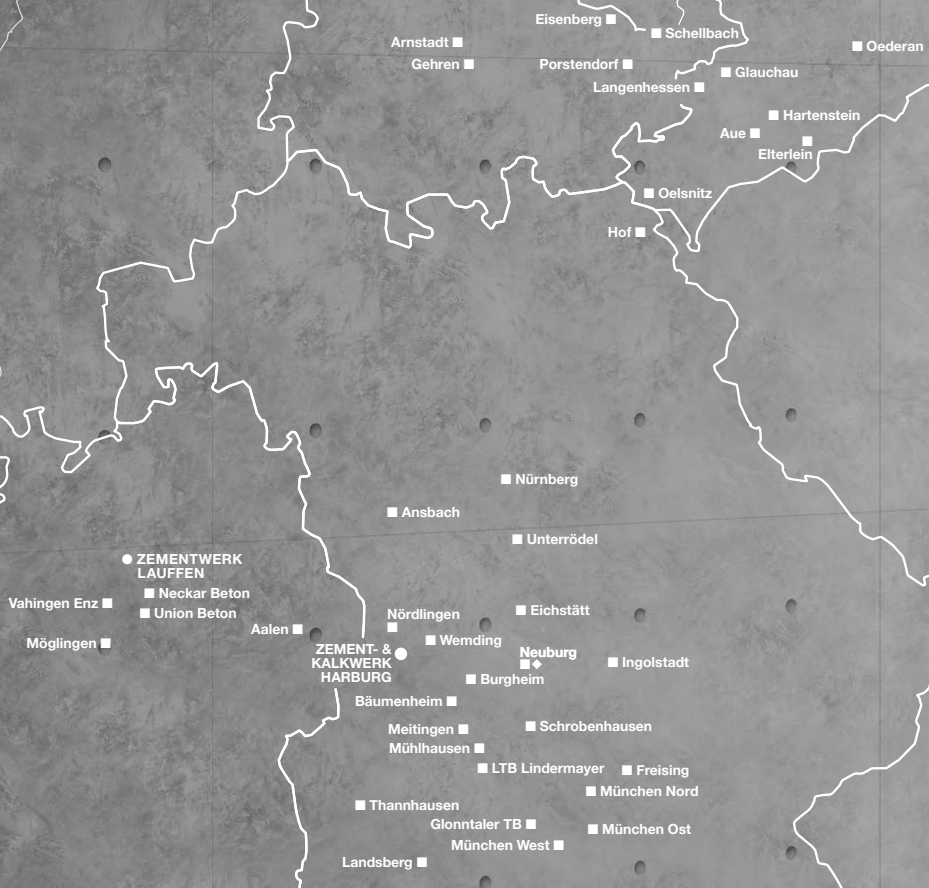 Eisenberg
Schellbach
Arnstadt
Oederan
Gehren
Porstendorf
Glauchau
Langenhessen
Hartenstein
Aue
Elterlein
Oelsnitz
Hof
Nürnberg
Ansbach
Unterrödel
ZEMENTWERK
LAUFFEN
Neckar Beton
Vahingen Enz
Union Beton
Eichstätt
Nördlingen
Aalen
Wemding
Möglingen
ZEMENT- &
KALKWERK
HARBURG
Neuburg
Ingolstadt
Burgheim
Bäumenheim
Meitingen
Schrobenhausen
Mühlhausen
LTB Lindermayer
Freising
München Nord
Thannhausen
Glonntaler TB
München Ost
München West
Landsberg